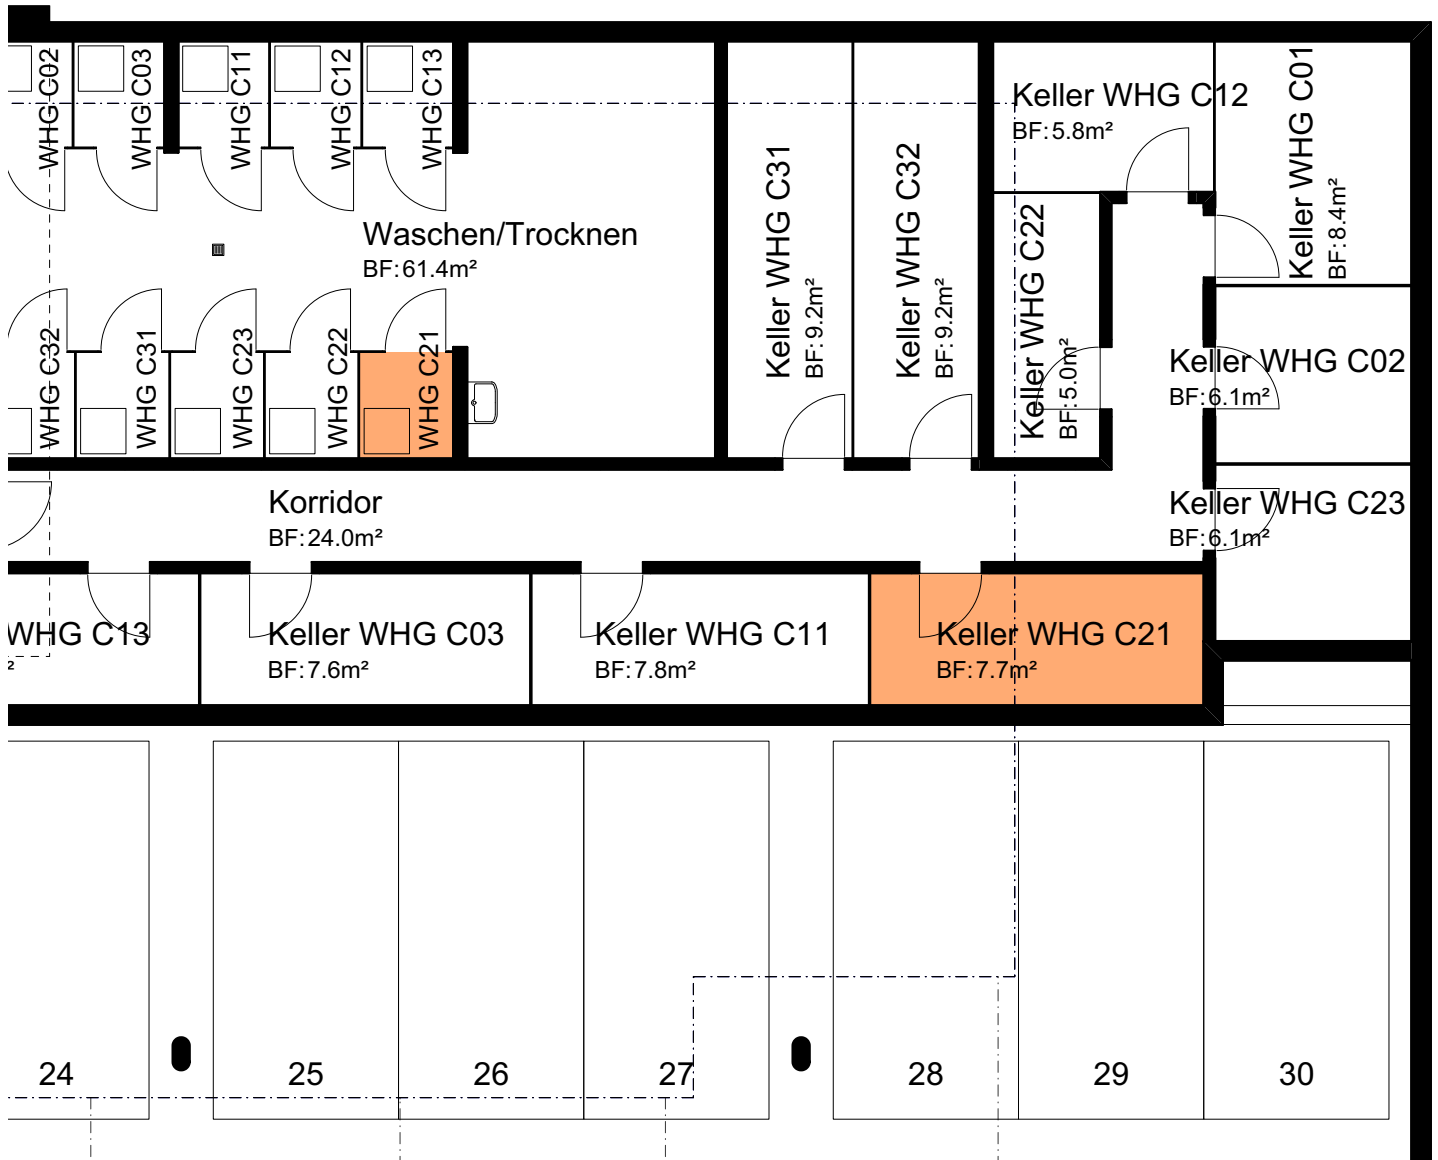 WHG C02
WHG C03
WHG C11
WHG C12
WHG C13
Keller WHG C12
BF: 5.8m²
Keller WHG C01
BF: 8.4m²
Keller WHG C31
BF: 9.2m²
Keller WHG C32
BF: 9.2m²
Keller WHG C22
BF: 5.0m²
Waschen/Trocknen
BF: 61.4m²
WHG C32
WHG C31
WHG C23
WHG C22
WHG C21
Keller WHG C02
BF: 6.1m²
Korridor
BF: 24.0m²
Keller WHG C23
BF: 6.1m²
WHG C13
²
Keller WHG C03
BF: 7.6m²
Keller WHG C11
BF: 7.8m²
Keller WHG C21
BF: 7.7m²
24
25
26
27
28
29
30